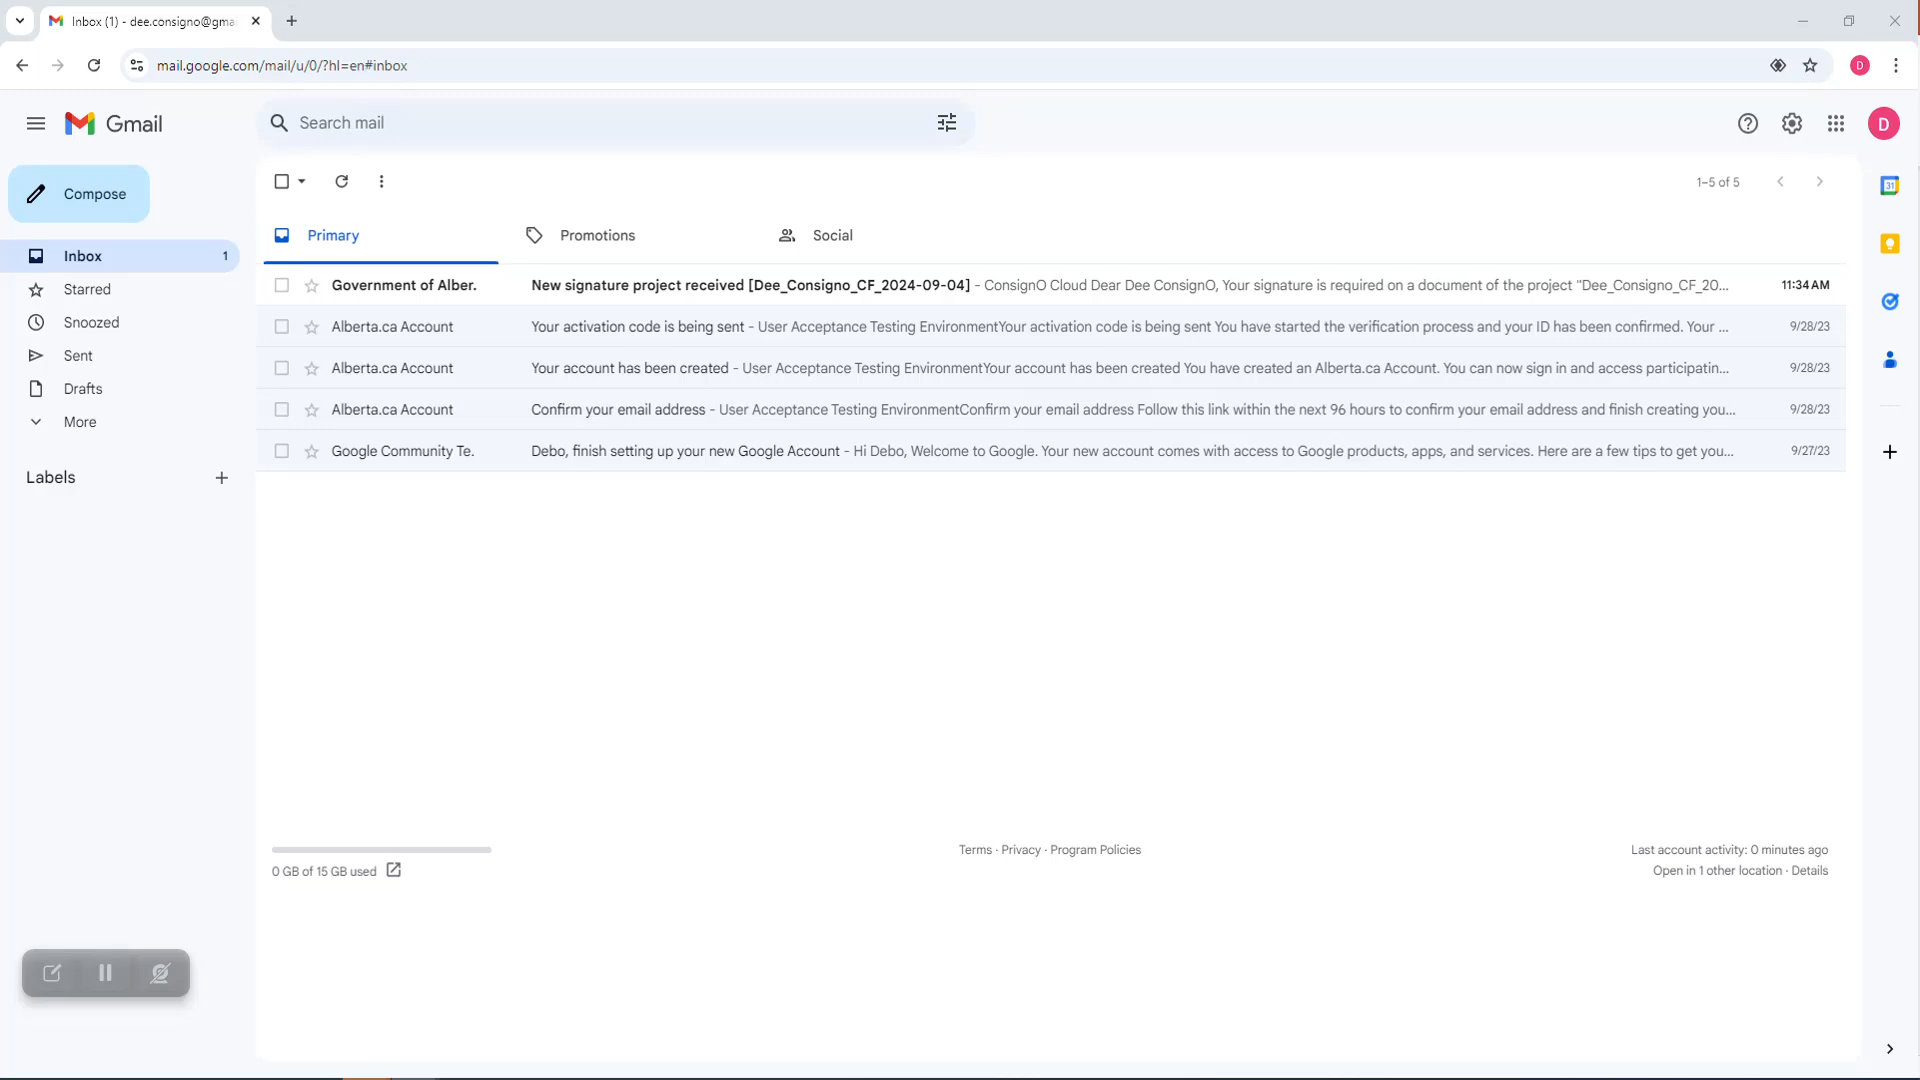 Inbox (1) - dee.consigno@gma
mail.google.com/mail/u/0/?hl=en#inbox
D
Gmail
Search mail
D
Compose
1–5 of 5
31
Primary
Promotions
Social
Inbox 1
Starred
Snoozed
Sent
Drafts
More
Labels
Government of Alber. New signature project received [Dee_Consigno_CF_2024-09-04] - ConsignO Cloud Dear Dee ConsignO, Your signature is required on a document of the project "Dee_Consigno_CF_20... 11:34 AM
Alberta.ca Account Your activation code is being sent - User Acceptance Testing EnvironmentYour activation code is being sent You have started the verification process and your ID has been confirmed. Your ... 9/28/23
Alberta.ca Account Your account has been created - User Acceptance Testing EnvironmentYour account has been created You have created an Alberta.ca Account. You can now sign in and access participatin... 9/28/23
Alberta.ca Account Confirm your email address - User Acceptance Testing EnvironmentConfirm your email address Follow this link within the next 96 hours to confirm your email address and finish creating you... 9/28/23
Google Community Te. Debo, finish setting up your new Google Account - Hi Debo, Welcome to Google. Your new account comes with access to Google products, apps, and services. Here are a few tips to get you... 9/27/23
0 GB of 15 GB used
Terms · Privacy · Program Policies
Last account activity: 0 minutes ago
Open in 1 other location · Details